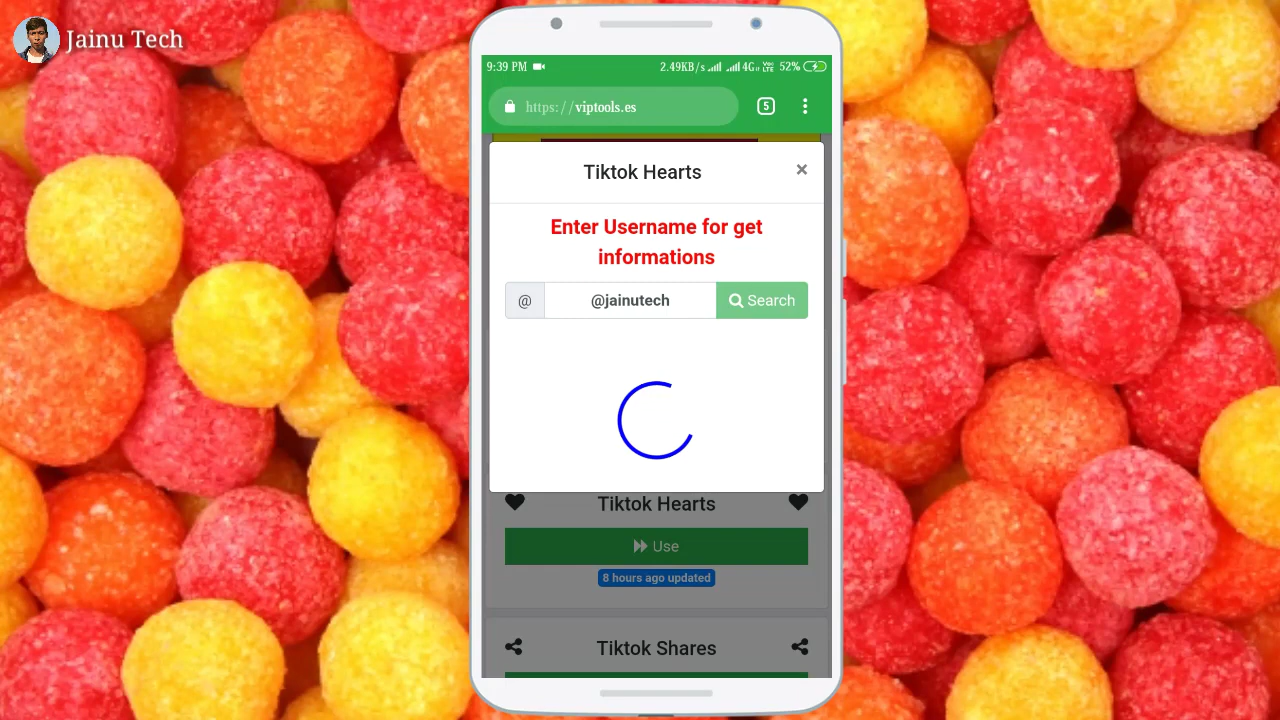 Jainu Tech
9:39 PM 2.49KB/s 4G VoLTE 52%
https://viptools.es 5
Tiktok Hearts ×
Enter Username for get
informations
@ @jainutech Search
Tiktok Hearts
Use
8 hours ago updated
Tiktok Shares